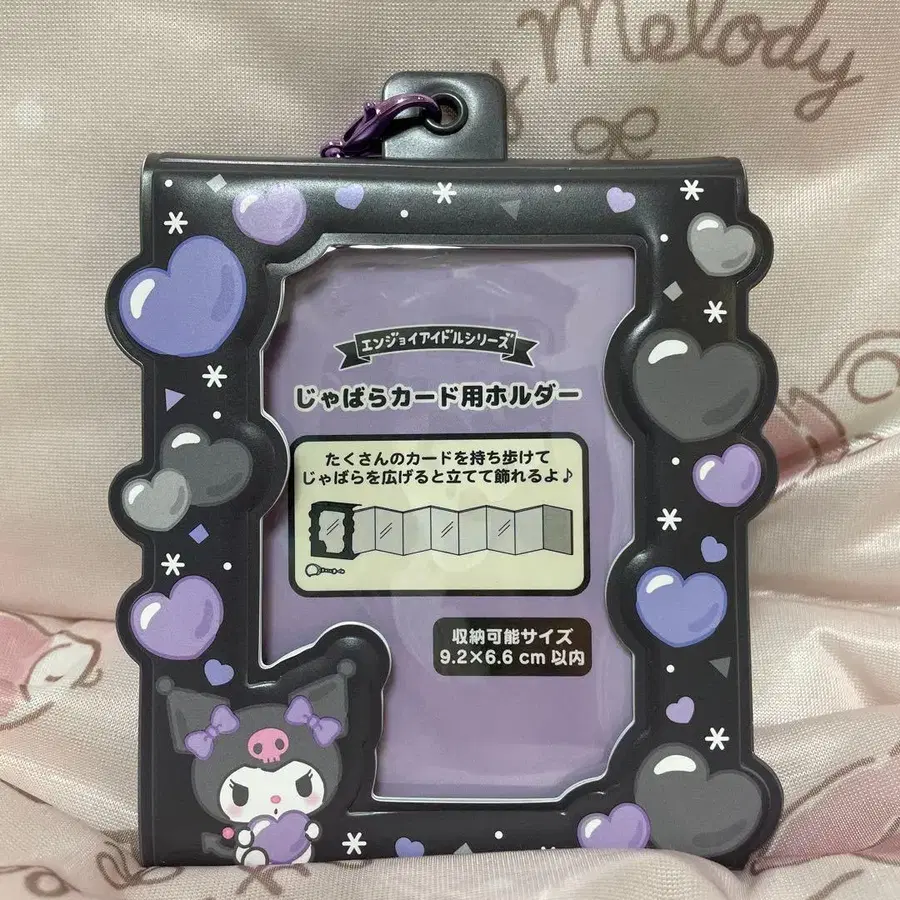 My Melody
エンジョイアイドルシリーズ
じゃばらカード用ホルダー
たくさんのカードを持ち歩けて
じゃばらを広げると立てて飾れるよ♪
収納可能サイズ
9.2×6.6 cm 以内